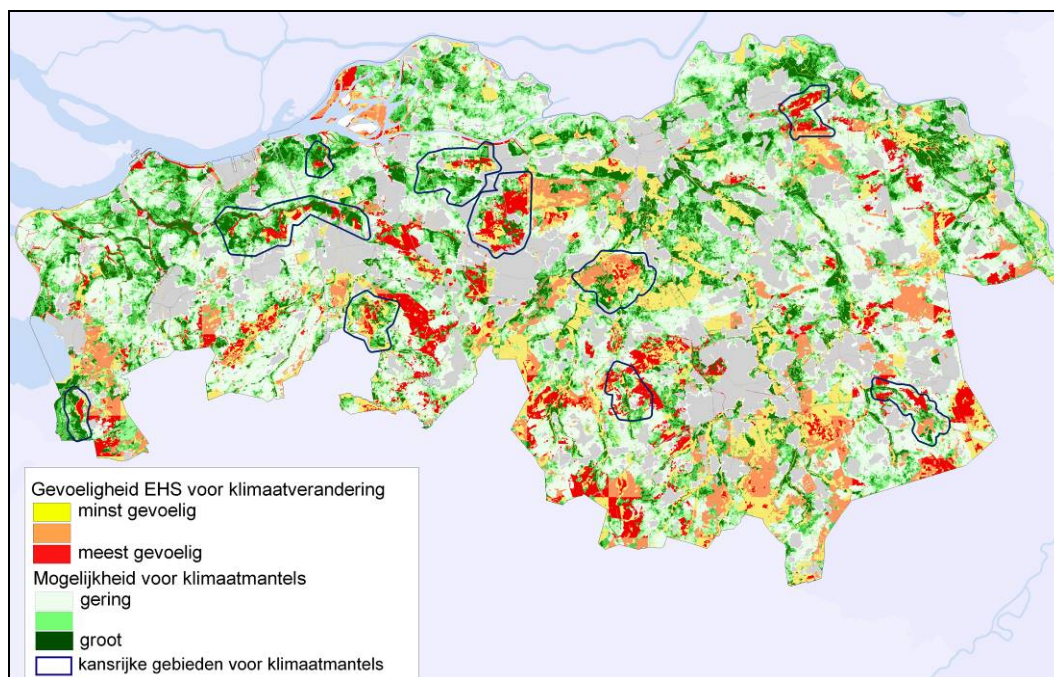 Gevoeligheid EHS voor klimaatverandering
minst gevoelig
meest gevoelig
Mogelijkheid voor klimaatmantels
gering
groot
kansrijke gebieden voor klimaatmantels